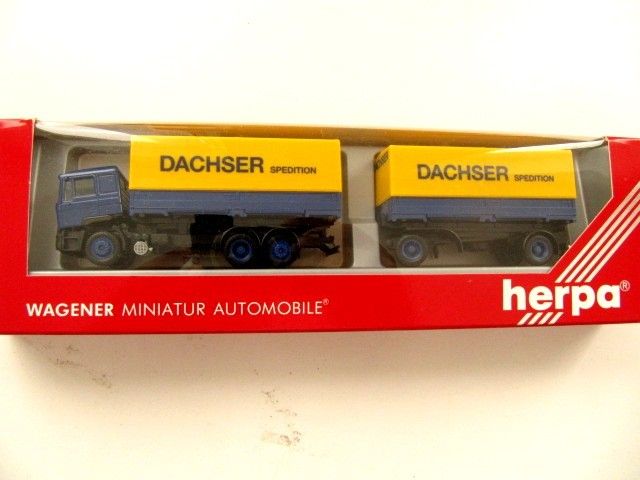 DACHSER SPEDITION
DACHSER SPEDITION
WAGENER MINIATUR AUTOMOBILE®
herpa®